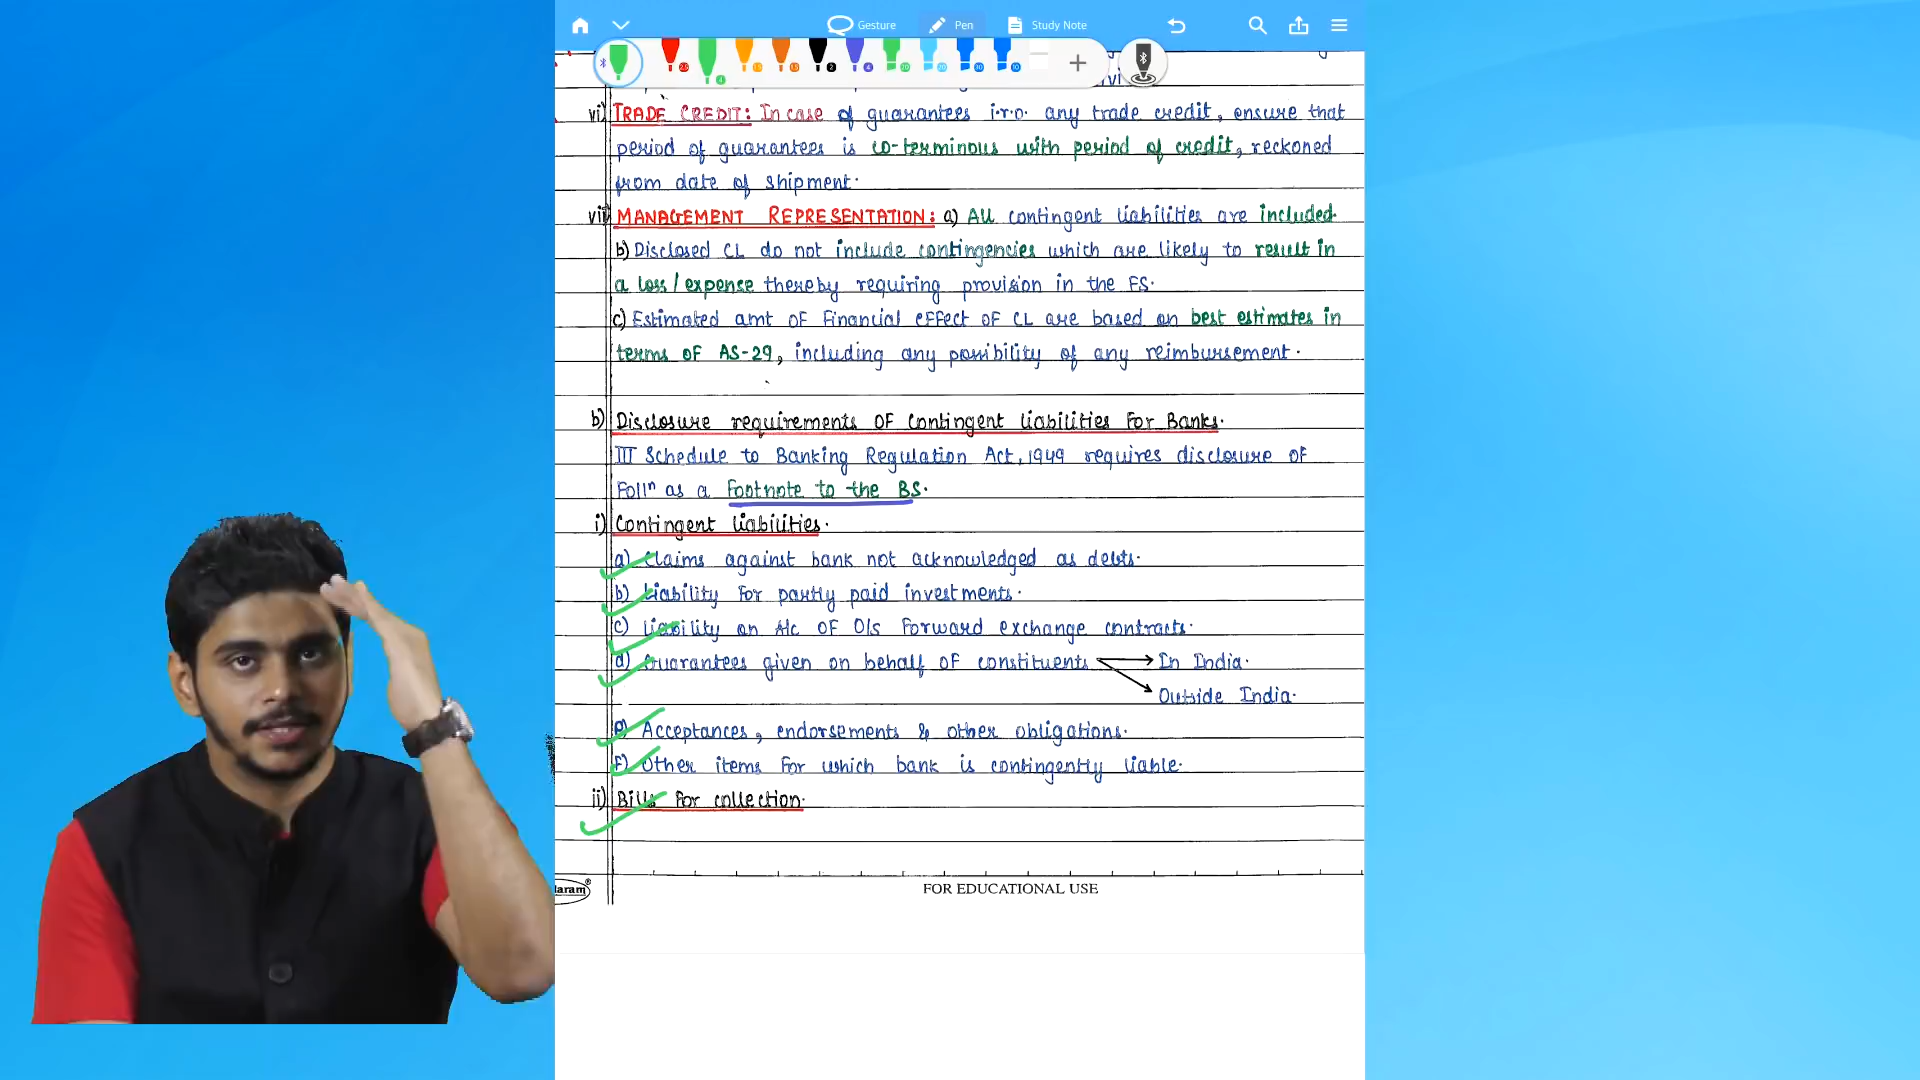 Gesture Pen Study Note
vi) TRADE CREDIT: In case of guarantees i.r.o. any trade credit, ensure that
period of guarantees is co-terminous with period of credit, reckoned
from date of shipment.
vii) MANAGEMENT REPRESENTATION: a) All contingent liabilities are included.
b) Disclosed CL do not include contingencies which are likely to result in
a loss/expense thereby requiring provision in the FS.
c) Estimated amt of financial effect of CL are based on best estimates in
terms of AS-29, including any possibility of any reimbursement.
b) Disclosure requirements of Contingent liabilities for Banks.
III Schedule to Banking Regulation Act, 1949 requires disclosure of
Follⁿ as a footnote to the BS.
i) Contingent liabilities.
a) Claims against bank not acknowledged as debts.
b) Liability for partly paid investments.
c) Liability on A/c of O/s Forward exchange contracts.
d) Guarantees given on behalf of constituents In India.
Outside India.
e) Acceptances, endorsements & other obligations.
F) Other items for which bank is contingently liable.
ii) Bills for collection.
FOR EDUCATIONAL USE